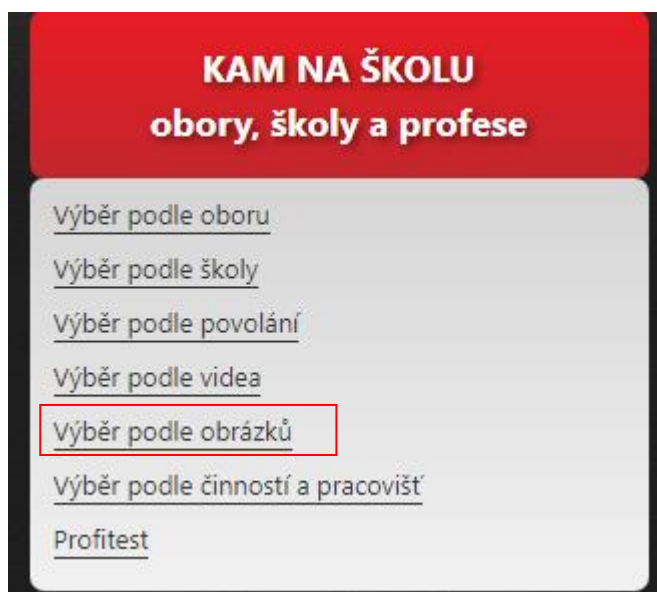 KAM NA ŠKOLU
obory, školy a profese
Výběr podle oboru
Výběr podle školy
Výběr podle povolání
Výběr podle videa
Výběr podle obrázků
Výběr podle činností a pracovišť
Profitest